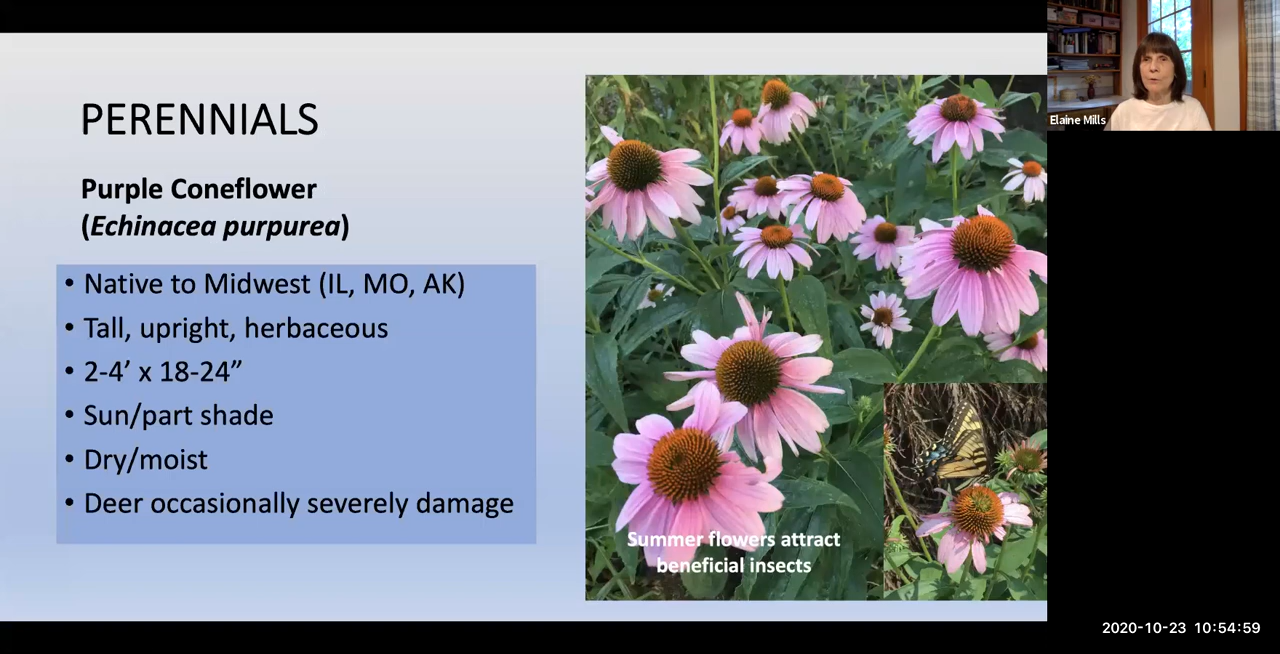 PERENNIALS
Purple Coneflower
(Echinacea purpurea)
• Native to Midwest (IL, MO, AK)
• Tall, upright, herbaceous
• 2-4’ x 18-24”
• Sun/part shade
• Dry/moist
• Deer occasionally severely damage
Summer flowers attract
beneficial insects
Elaine Mills
2020-10-23 10:54:59